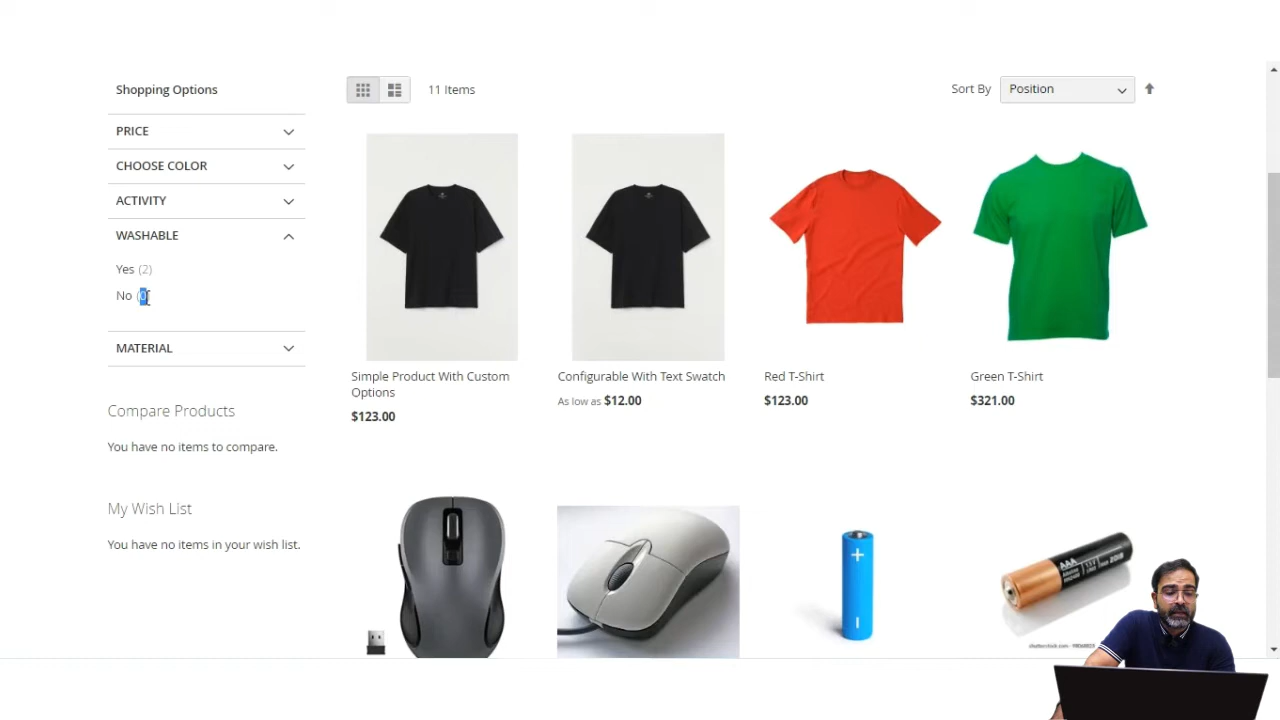 Shopping Options
11 Items
Sort By
Position
PRICE
CHOOSE COLOR
ACTIVITY
WASHABLE
Yes (2)
No (0)
MATERIAL
Compare Products
You have no items to compare.
My Wish List
You have no items in your wish list.
Simple Product With Custom
Options
$123.00
Configurable With Text Swatch
As low as $12.00
Red T-Shirt
$123.00
Green T-Shirt
$321.00
AAA